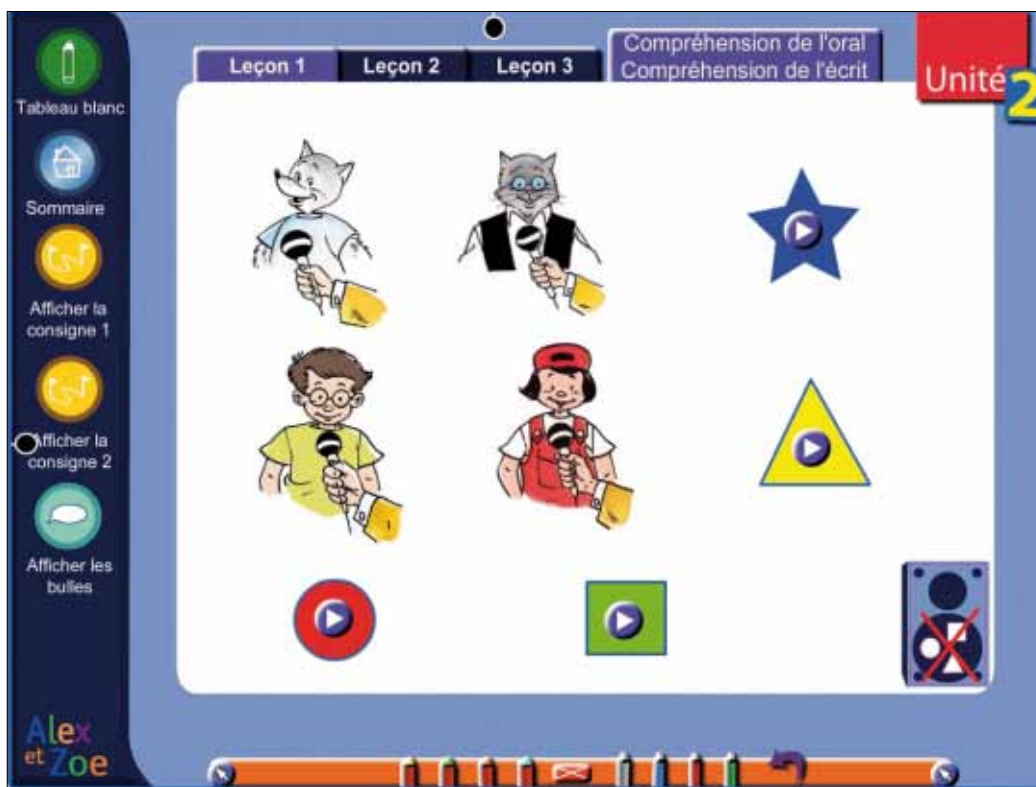 Tableau blanc
Sommaire
Afficher la
consigne 1
Afficher la
consigne 2
Afficher les
bulles
Alex
et Zoe
Leçon 1
Leçon 2
Leçon 3
Compréhension de l'oral
Compréhension de l'écrit
Unité 2